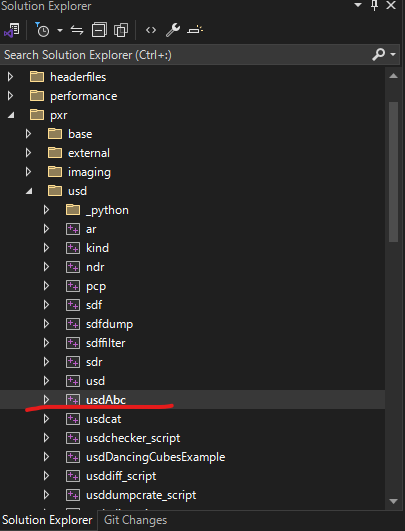 Solution Explorer
Search Solution Explorer (Ctrl+;)
headerfiles
performance
pxr
base
external
imaging
usd
_python
ar
kind
ndr
pcp
sdf
sdfdump
sdffilter
sdr
usd
usdAbc
usdcat
usdchecker_script
usdDancingCubesExample
usddiff_script
usddumpcrate_script
Solution Explorer Git Changes